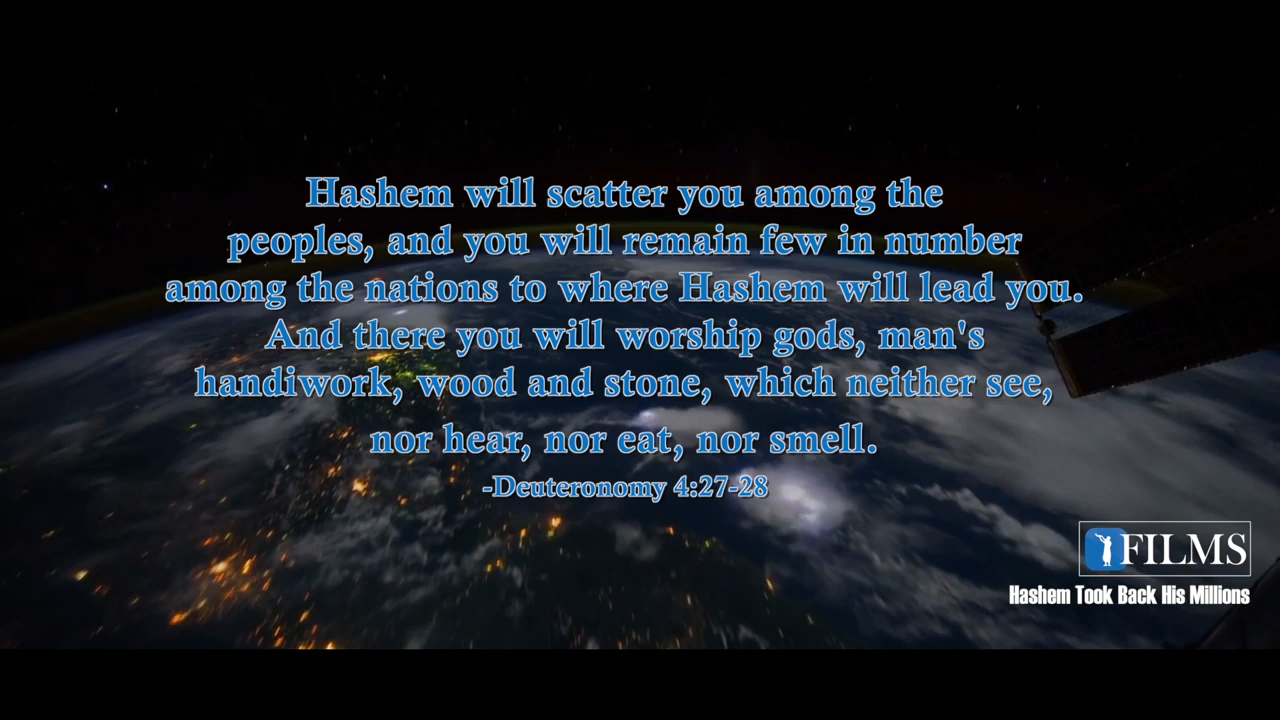 Hashem will scatter you among the
peoples, and you will remain few in number
among the nations to where Hashem will lead you.
And there you will worship gods, man's
handiwork, wood and stone, which neither see,
nor hear, nor eat, nor smell.
-Deuteronomy 4:27-28
FILMS
Hashem Took Back His Millions